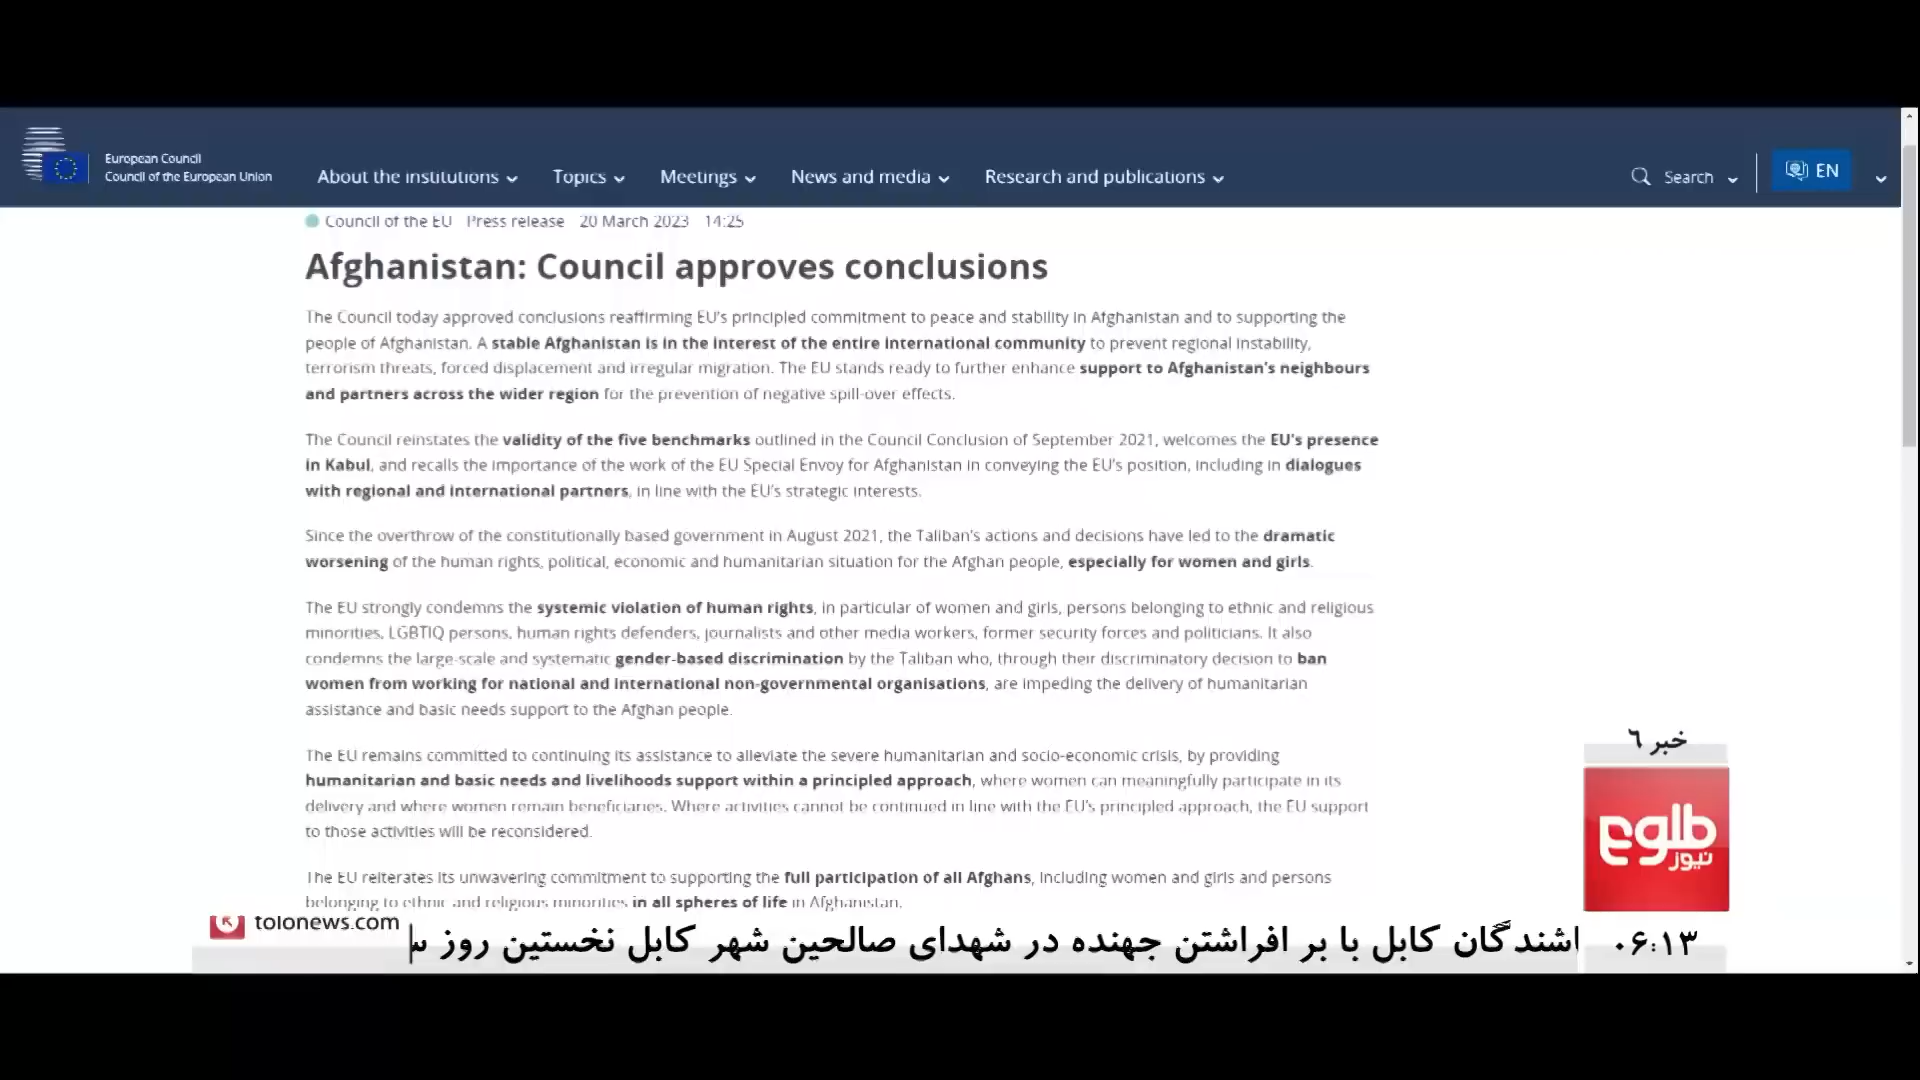 European Council
Council of the European Union
About the institutions
Topics
Meetings
News and media
Research and publications
Search
EN
Council of the EU Press release 20 March 2023 14:25
Afghanistan: Council approves conclusions
The Council today approved conclusions reaffirming EU's principled commitment to peace and stability in Afghanistan and to supporting the
people of Afghanistan. A stable Afghanistan is in the interest of the entire international community to prevent regional instability,
terrorism threats, forced displacement and irregular migration. The EU stands ready to further enhance support to Afghanistan's neighbours
and partners across the wider region for the prevention of negative spill-over effects.
The Council reinstates the validity of the five benchmarks outlined in the Council Conclusion of September 2021, welcomes the EU's presence
in Kabul, and recalls the importance of the work of the EU Special Envoy for Afghanistan in conveying the EU's position, including in dialogues
with regional and international partners, in line with the EU's strategic interests.
Since the overthrow of the constitutionally based government in August 2021, the Taliban's actions and decisions have led to the dramatic
worsening of the human rights, political, economic and humanitarian situation for the Afghan people, especially for women and girls.
The EU strongly condemns the systemic violation of human rights, in particular of women and girls, persons belonging to ethnic and religious
minorities, LGBTIQ persons, human rights defenders, journalists and other media workers, former security forces and politicians. It also
condemns the large-scale and systematic gender-based discrimination by the Taliban who, through their discriminatory decision to ban
women from working for national and international non-governmental organisations, are impeding the delivery of humanitarian
assistance and basic needs support to the Afghan people.
The EU remains committed to continuing its assistance to alleviate the severe humanitarian and socio-economic crisis, by providing
humanitarian and basic needs and livelihoods support within a principled approach, where women can meaningfully participate in its
delivery and where women remain beneficiaries. Where activities cannot be continued in line with the EU's principled approach, the EU support
to those activities will be reconsidered.
The EU reiterates its unwavering commitment to supporting the full participation of all Afghans, including women and girls and persons
belonging to ethnic and religious minorities in all spheres of life in Afghanistan.
خبر ٦
طلوع
نیوز
tolonews.com
اشندگان کابل با بر افراشتن جهنده در شهدای صالحین شهر کابل نخستین روز س
۰۶:۱۳